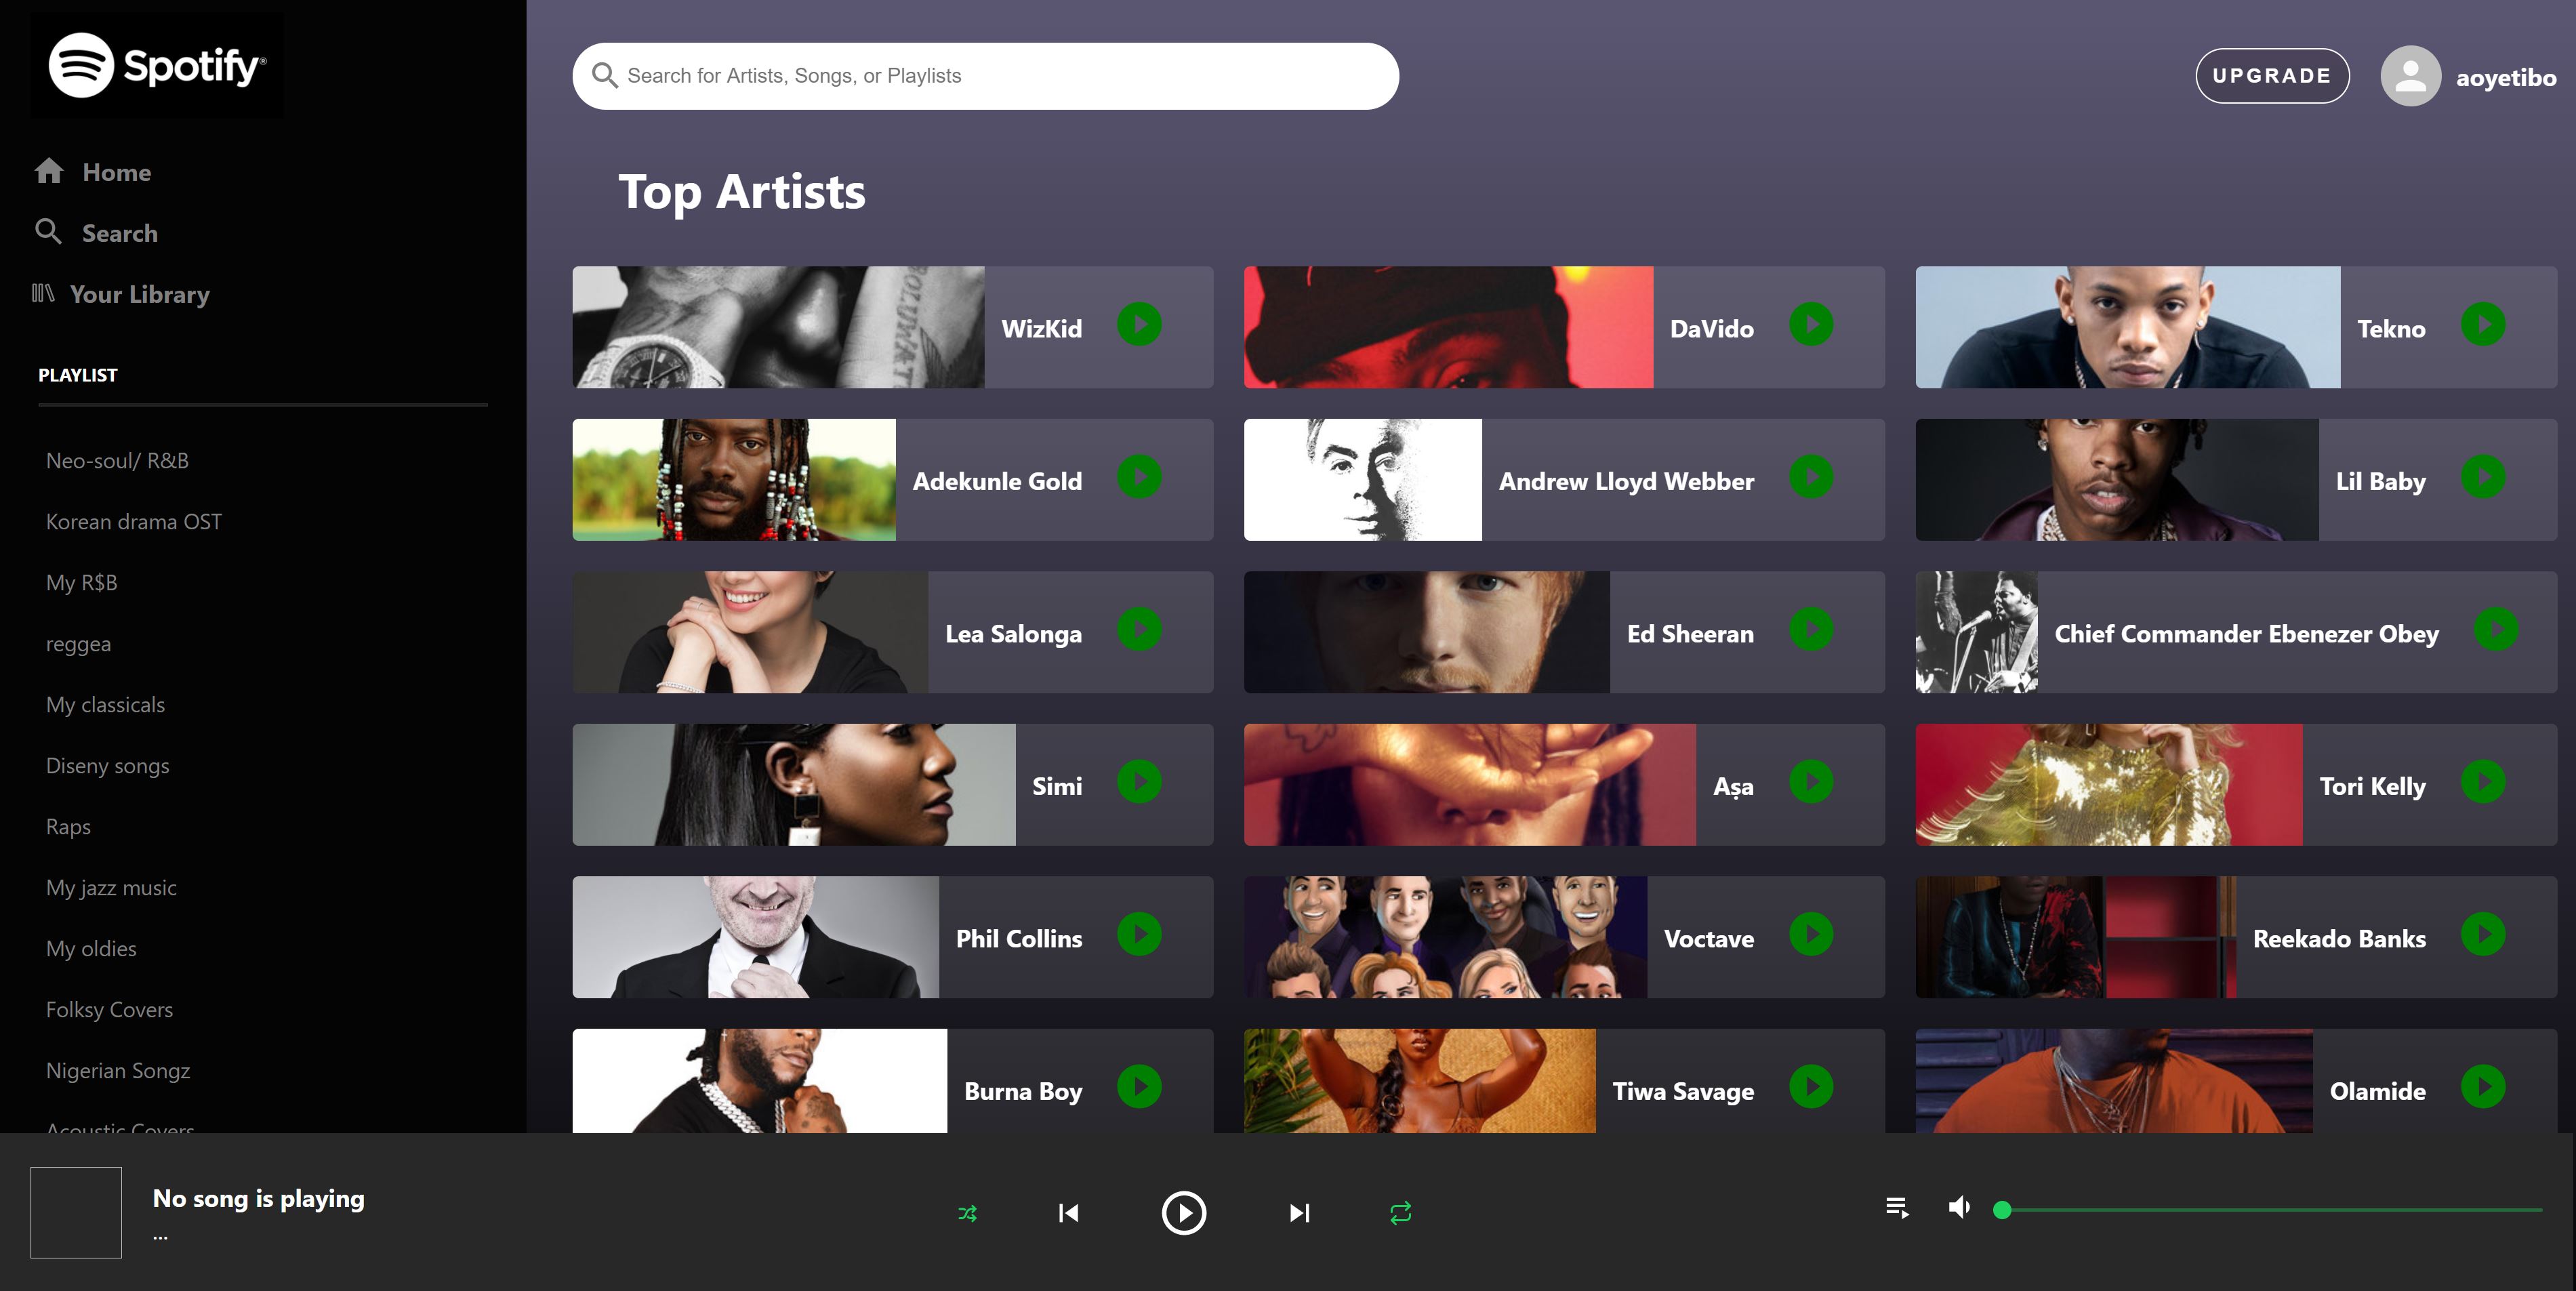 Spotify®
Home
Search
Your Library
PLAYLIST
Neo-soul/ R&B
Korean drama OST
My R$B
reggea
My classicals
Diseny songs
Raps
My jazz music
My oldies
Folksy Covers
Nigerian Songz
Acoustic Covers
Search for Artists, Songs, or Playlists
UPGRADE
aoyetibo
Top Artists
WizKid
DaVido
Tekno
Adekunle Gold
Andrew Lloyd Webber
Lil Baby
Lea Salonga
Ed Sheeran
Chief Commander Ebenezer Obey
Simi
Aṣa
Tori Kelly
Phil Collins
Voctave
Reekado Banks
Burna Boy
Tiwa Savage
Olamide
No song is playing
...